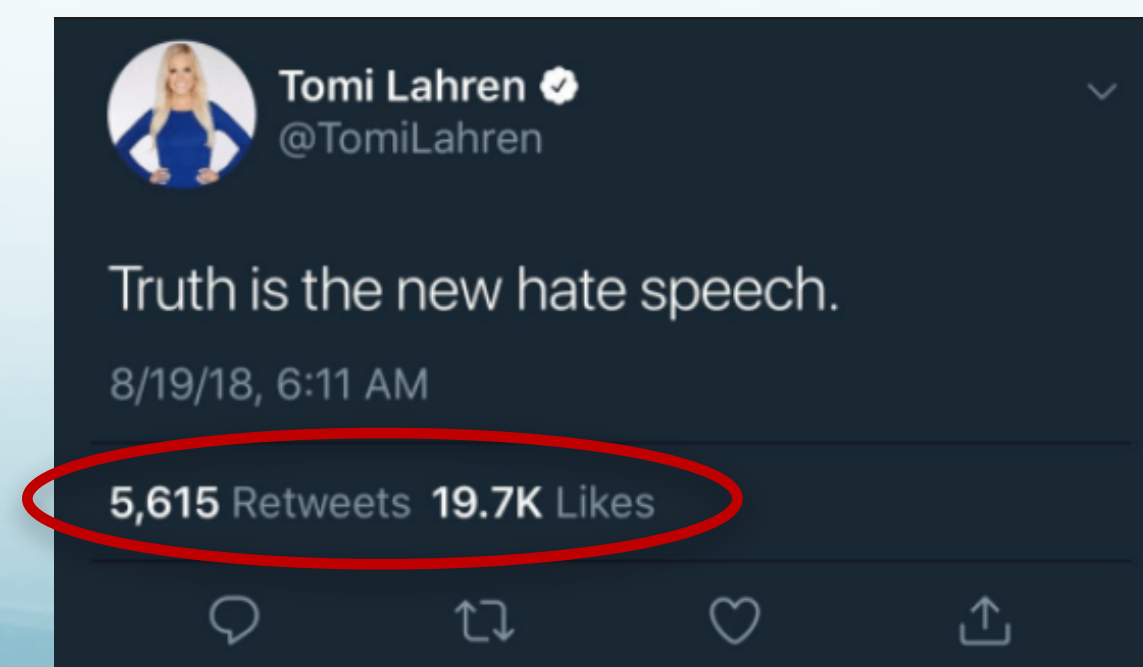 Tomi Lahren
@TomiLahren
Truth is the new hate speech.
8/19/18, 6:11 AM
5,615 Retweets 19.7K Likes